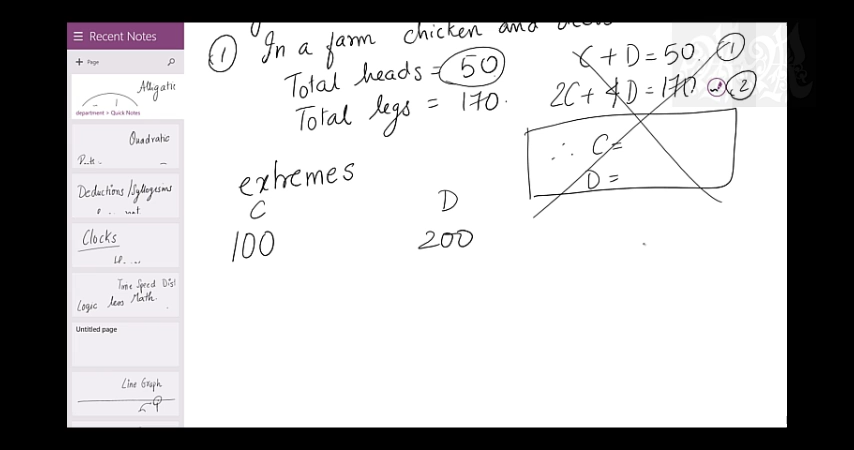 Recent Notes
+ Page
Alligatic
department > Quick Notes
Quadratic
Deductions /Syllogesms
Clocks
Time Speed Dist
Logic less Math.
Untitled page
Line Graph
① In a farm chicken and
Total heads = 50
Total legs = 170.
C + D = 50. ①
2C + 4D = 170 → ②
∴ C =
D =
extremes
C D
100 200